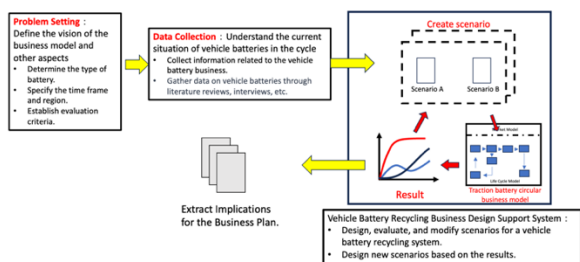 Problem Setting：
Define the vision of the
business model and
other aspects
• Determine the type of
battery.
• Specify the time frame
and region.
• Establish evaluation
criteria.
Data Collection： Understand the current
situation of vehicle batteries in the cycle
• Collect information related to the vehicle
battery business.
• Gather data on vehicle batteries through
literature reviews, interviews, etc.
Create scenario
Scenario A
Scenario B
Model
Life Cycle Model
Traction battery circular
business model
Result
Extract Implications
for the Business Plan.
Vehicle Battery Recycling Business Design Support System：
• Design, evaluate, and modify scenarios for a vehicle
battery recycling system.
• Design new scenarios based on the results.